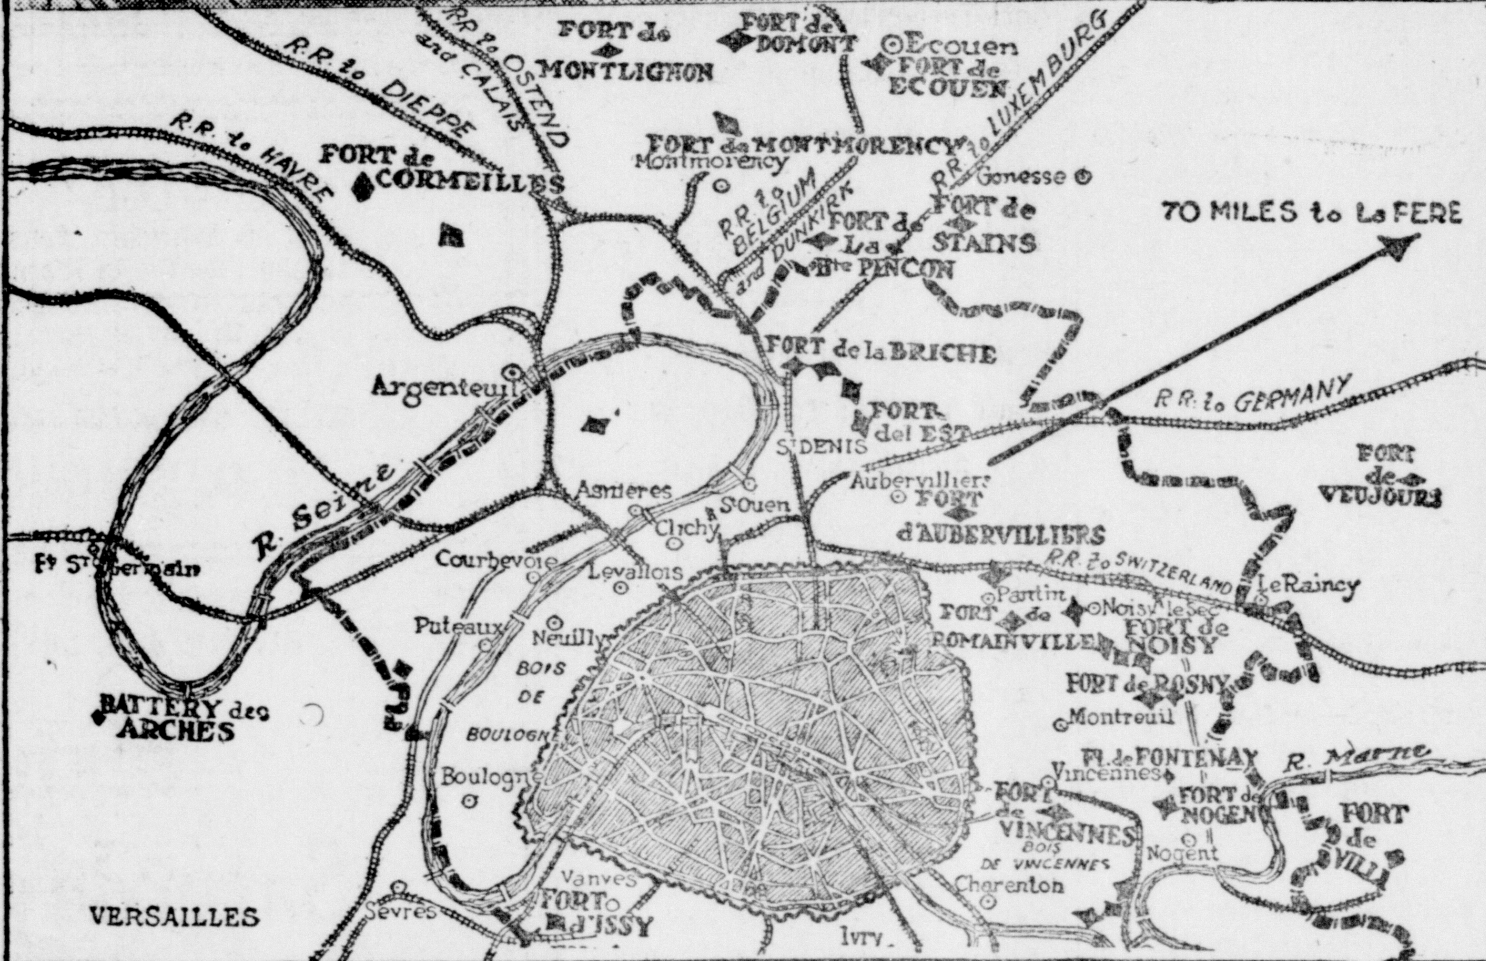 FORT de
MONTLIGNON
FORT de
DOMONT
Ecouen
FORT de
ECOUEN
RR to OSTEND
and CALAIS
R.R. to DIEPPE
R.R. to HAVRE
R.R. to LUXEMBURG
FORT de
CORMEILLES
FORT de MONTMORENCY
Montmorency
R.R. to
BELGIUM
and DUNKIRK
Gonesse
FORT de
STAINS
FORT de
La
Bte PINCON
70 MILES to La FERE
FORT de la BRICHE
Argenteuil
R.R. to GERMANY
FORT
de l EST
St DENIS
FORT
de
VEUJOURS
R. Seine
Asnieres
St Ouen
Clichy
Aubervilliers
FORT
d'AUBERVILLIERS
Ft St Germain
Courbevoie
Levallois
R.R. to SWITZERLAND
Le Raincy
Pantin
Noisy le Sec
FORT de
ROMAINVILLE
FORT de
NOISY
Puteaux
Neuilly
BOIS
DE
BOULOGN
FORT de ROSNY
Montreuil
BATTERY des
ARCHES
Boulogne
Ft. de FONTENAY
R. Marne
Vincennes
FORT
de
VINCENNES
FORT de
NOGENT
FORT
de
VILLI
BOIS
DE VINCENNES
Nogent
Charenton
VERSAILLES
Sevres
Vanves
FORT
d'ISSY
Ivry